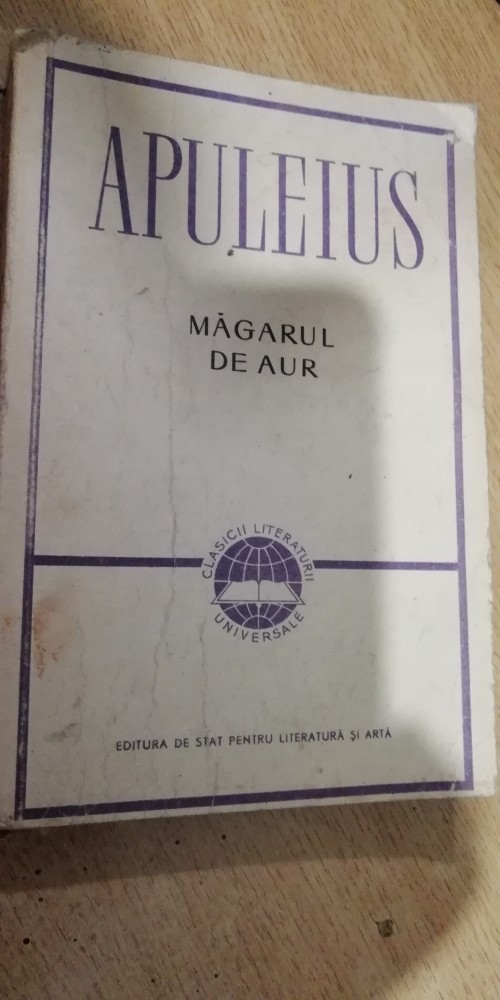 APULEIUS
MĂGARUL
DE AUR
CLASICII LITERATURII
UNIVERSALE
EDITURA DE STAT PENTRU LITERATURĂ ȘI ARTĂ